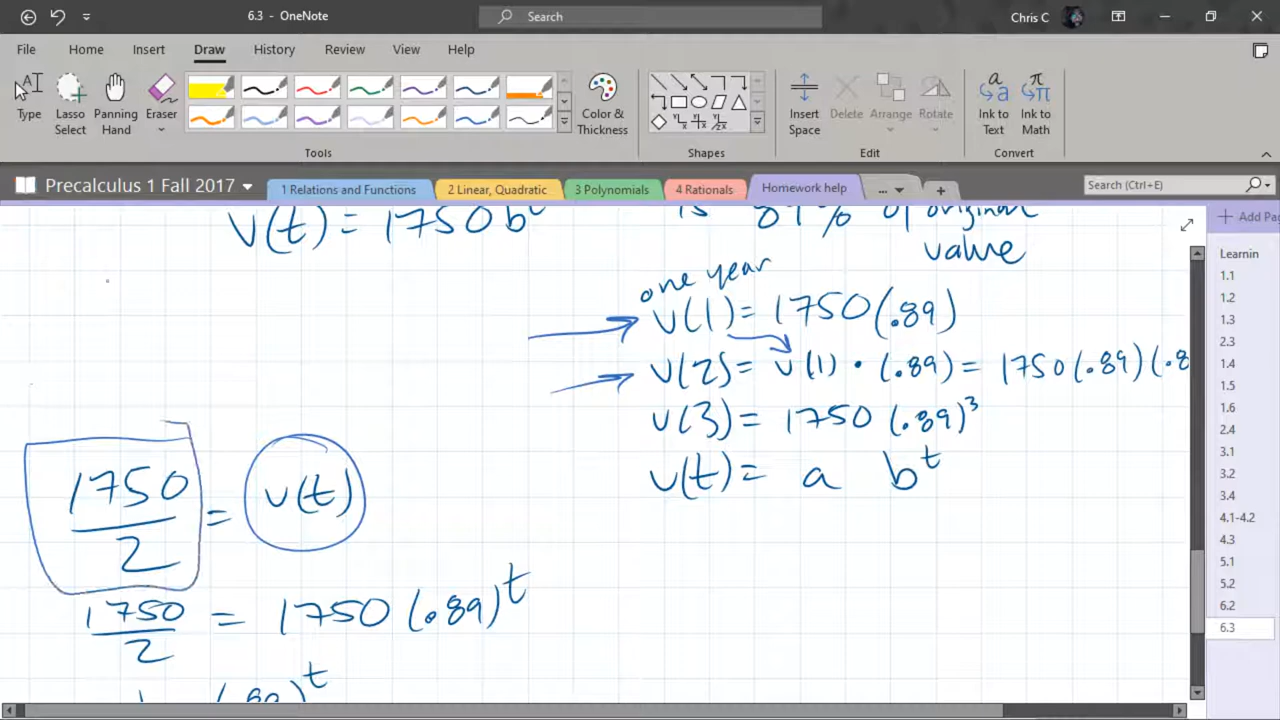 6.3 - OneNote
Search
Chris C
File Home Insert Draw History Review View Help
Type
Lasso Select
Panning Hand
Eraser
Color & Thickness
Insert Space
Delete
Arrange
Rotate
Ink to Text
Ink to Math
Tools
Shapes
Edit
Convert
Precalculus 1 Fall 2017
1 Relations and Functions
2 Linear, Quadratic
3 Polynomials
4 Rationals
Homework help
...
Search (Ctrl+E)
Add Pa
Learnin
1.1
1.2
1.3
2.3
1.4
1.5
1.6
2.4
3.1
3.2
3.4
4.1-4.2
4.3
5.1
5.2
6.2
6.3
V(t) = 1750 b^t
is 89% of original
value
one year
V(1) = 1750(.89)
V(2) = V(1) · (.89) = 1750(.89)(.8
V(3) = 1750 (.89)^3
V(t) = a b^t
1750/2 = V(t)
1750/2 = 1750 (.89)^t